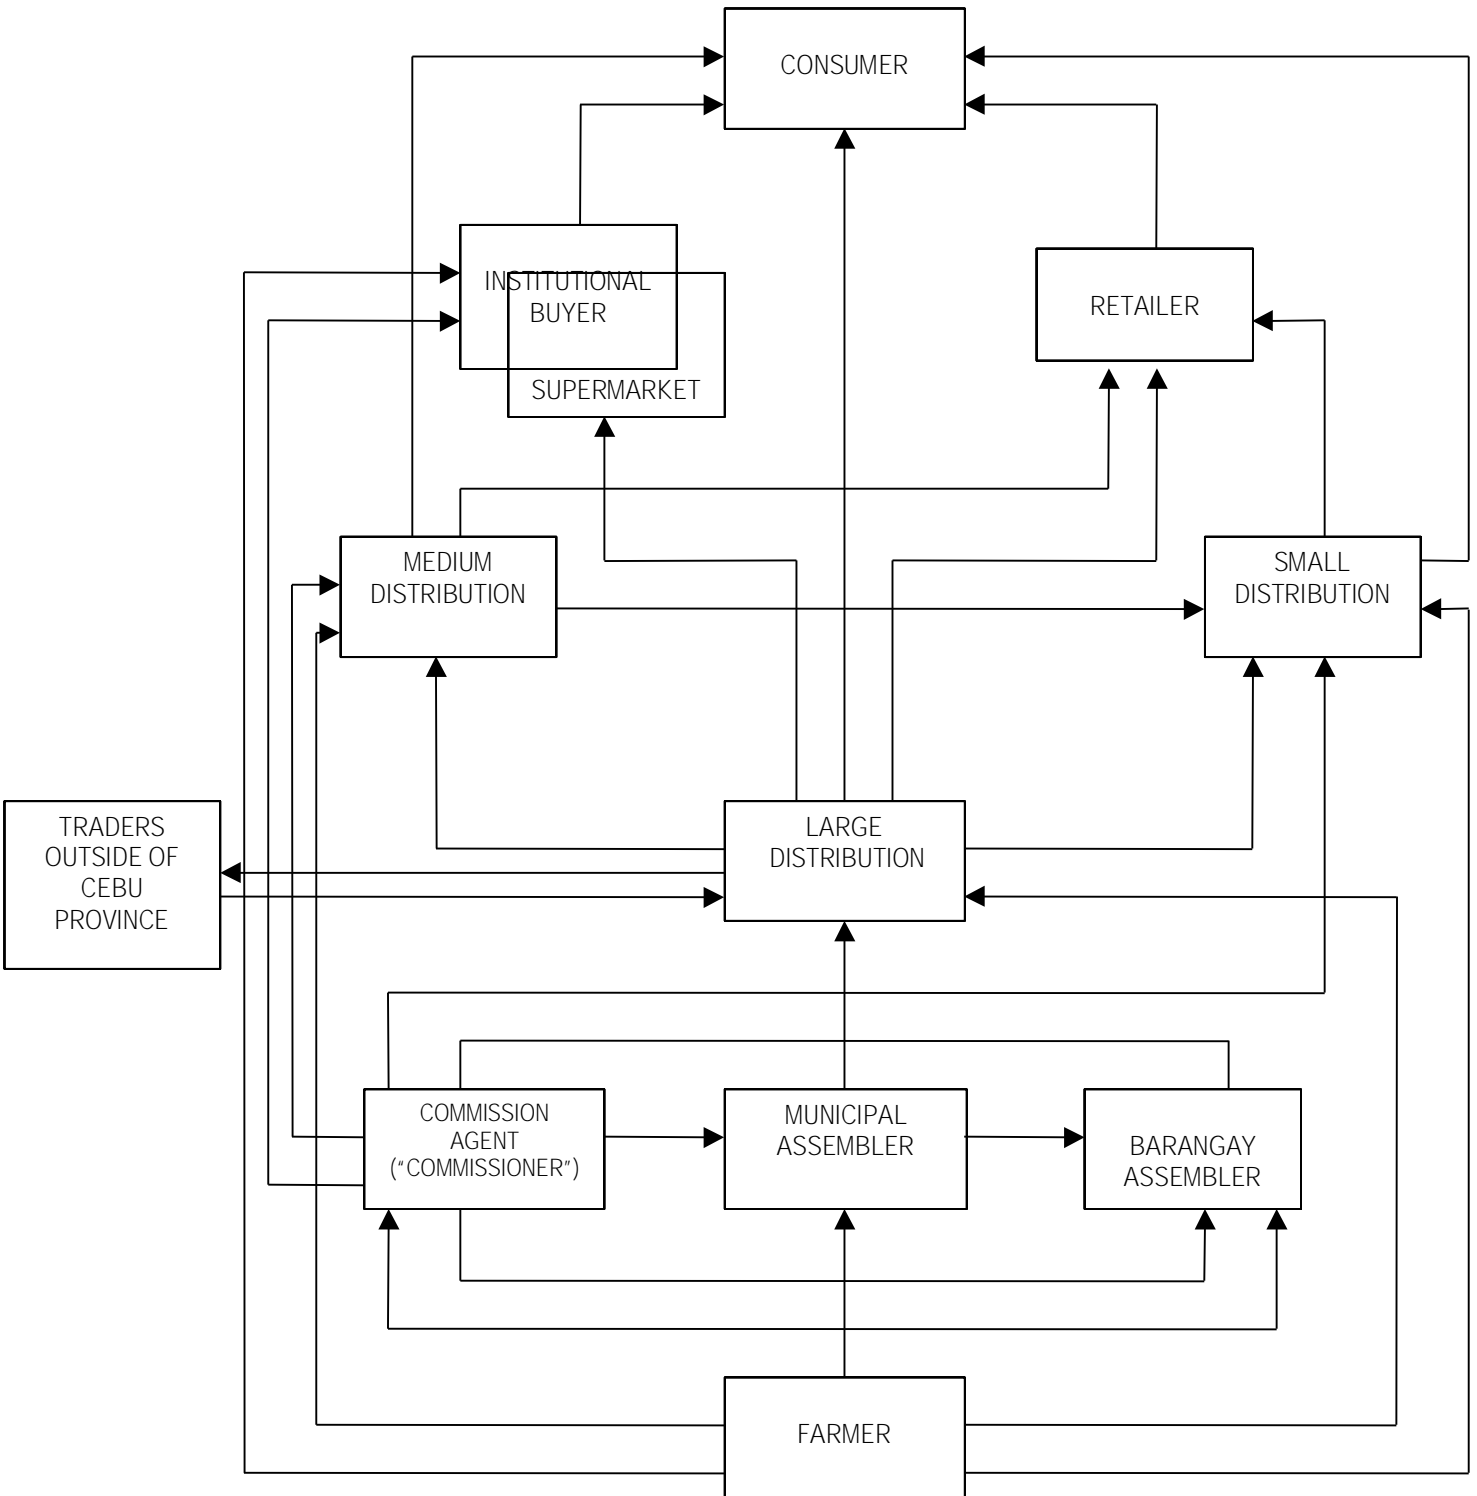 CONSUMER
INSTITUTIONAL
BUYER
RETAILER
SUPERMARKET
MEDIUM
DISTRIBUTION
SMALL
DISTRIBUTION
TRADERS
OUTSIDE OF
CEBU
PROVINCE
LARGE
DISTRIBUTION
COMMISSION
AGENT
("COMMISSIONER”)
MUNICIPAL
ASSEMBLER
BARANGAY
ASSEMBLER
FARMER